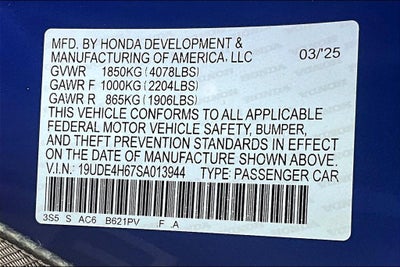 MFD. BY HONDA DEVELOPMENT &
MANUFACTURING OF AMERICA, LLC 03/'25
GVWR 1850KG (4078LBS)
GAWR F 1000KG (2204LBS)
GAWR R 865KG (1906LBS)
THIS VEHICLE CONFORMS TO ALL APPLICABLE
FEDERAL MOTOR VEHICLE SAFETY, BUMPER,
AND THEFT PREVENTION STANDARDS IN EFFECT
ON THE DATE OF MANUFACTURE SHOWN ABOVE.
V.I.N.: 19UDE4H67SA013944 TYPE: PASSENGER CAR
3S5 S AC6 B621PV .F .A